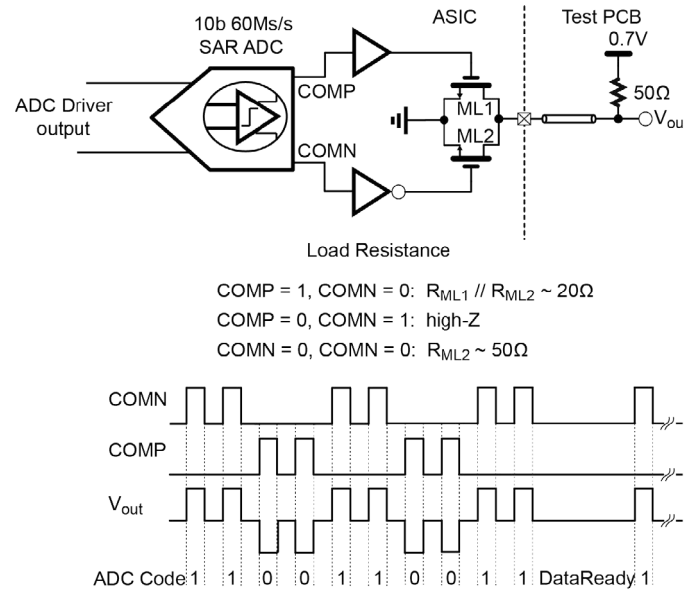 10b 60Ms/s
SAR ADC
ASIC
Test PCB
0.7V
50Ω
COMP
ML1
ML2
Vou
ADC Driver
output
COMN
Load Resistance
COMP = 1, COMN = 0: RML1 // RML2 ~ 20Ω
COMP = 0, COMN = 1: high-Z
COMN = 0, COMN = 0: RML2 ~ 50Ω
COMN
COMP
Vout
ADC Code 1 1 0 0 1 1 0 0 1 1 DataReady 1